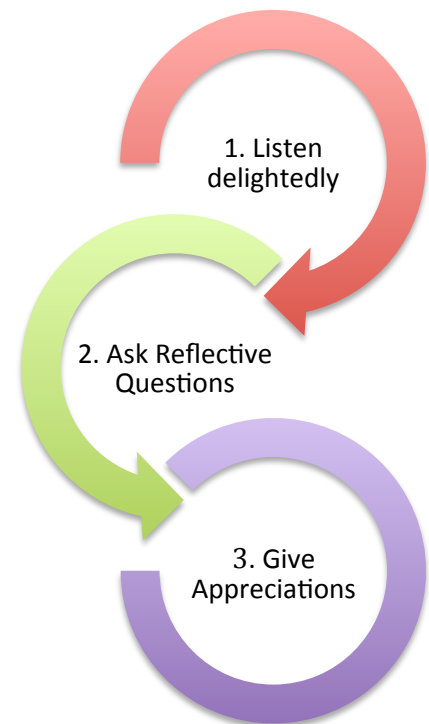 1. Listen
delightedly
2. Ask Reflective
Questions
3. Give
Appreciations